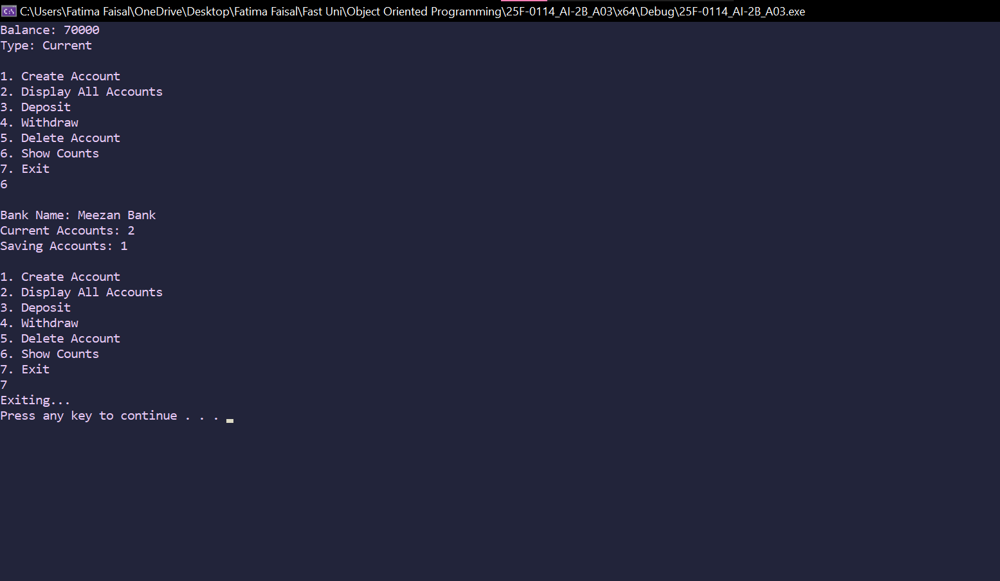 C:\Users\Fatima Faisal\OneDrive\Desktop\Fatima Faisal\Fast Uni\Object Oriented Programming\25F-0114_AI-2B_A03\x64\Debug\25F-0114_AI-2B_A03.exe
Balance: 70000
Type: Current

1. Create Account
2. Display All Accounts
3. Deposit
4. Withdraw
5. Delete Account
6. Show Counts
7. Exit
6

Bank Name: Meezan Bank
Current Accounts: 2
Saving Accounts: 1

1. Create Account
2. Display All Accounts
3. Deposit
4. Withdraw
5. Delete Account
6. Show Counts
7. Exit
7
Exiting...
Press any key to continue . . .